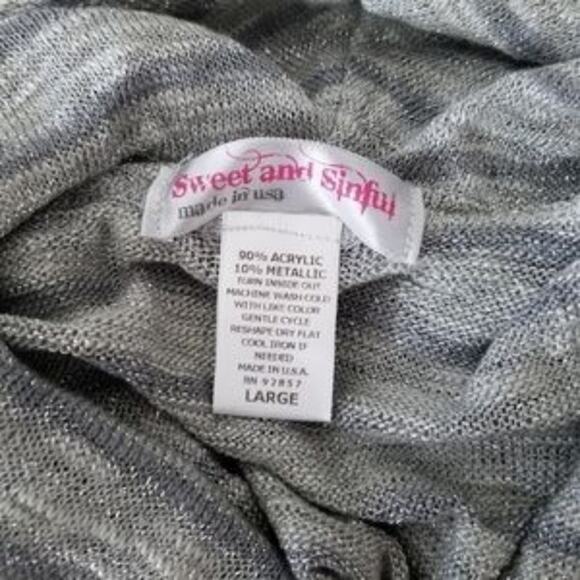 Sweet and Sinful
made in usa
90% ACRYLIC
10% METALLIC
TURN INSIDE OUT
MACHINE WASH COLD
WITH LIKE COLOR
GENTLE CYCLE
RESHAPE DRY FLAT
COOL IRON IF
NEEDED
MADE IN U.S.A.
RN 92857
LARGE